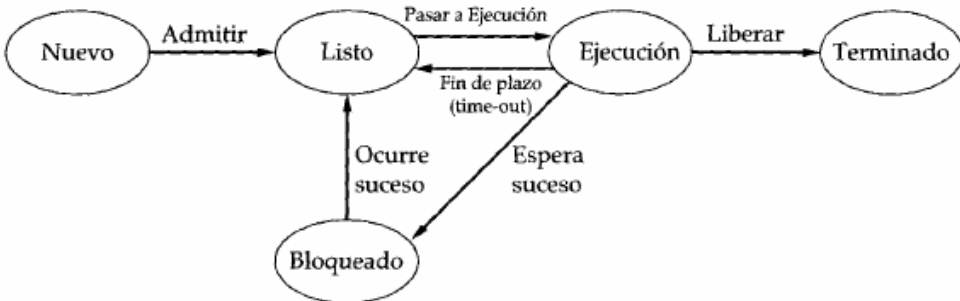 Nuevo
Admitir
Listo
Pasar a Ejecución
Fin de plazo
(time-out)
Ejecución
Liberar
Terminado
Ocurre
suceso
Espera
suceso
Bloqueado